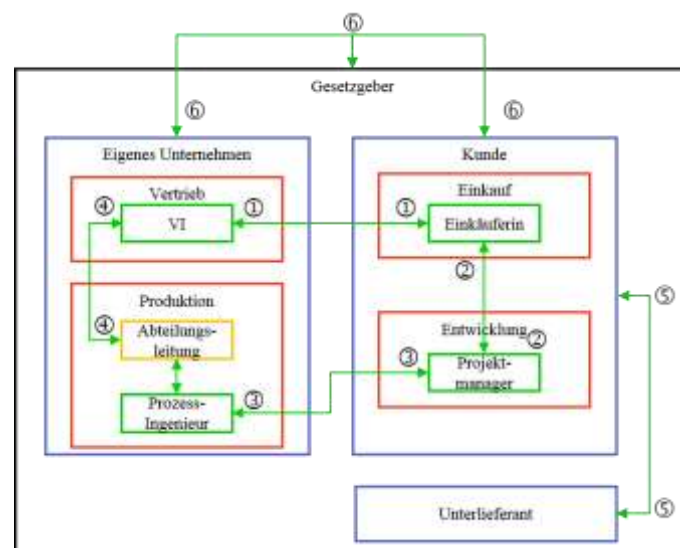 ⑥
Gesetzgeber
⑥
⑥
Eigenes Unternehmen
Kunde
Vertrieb
Einkauf
④
VI
①
①
Einkäuferin
②
⑤
Produktion
④
Abteilungs-
leitung
Entwicklung
②
③
Projekt-
manager
Prozess-
Ingenieur
③
Unterlieferant
⑤